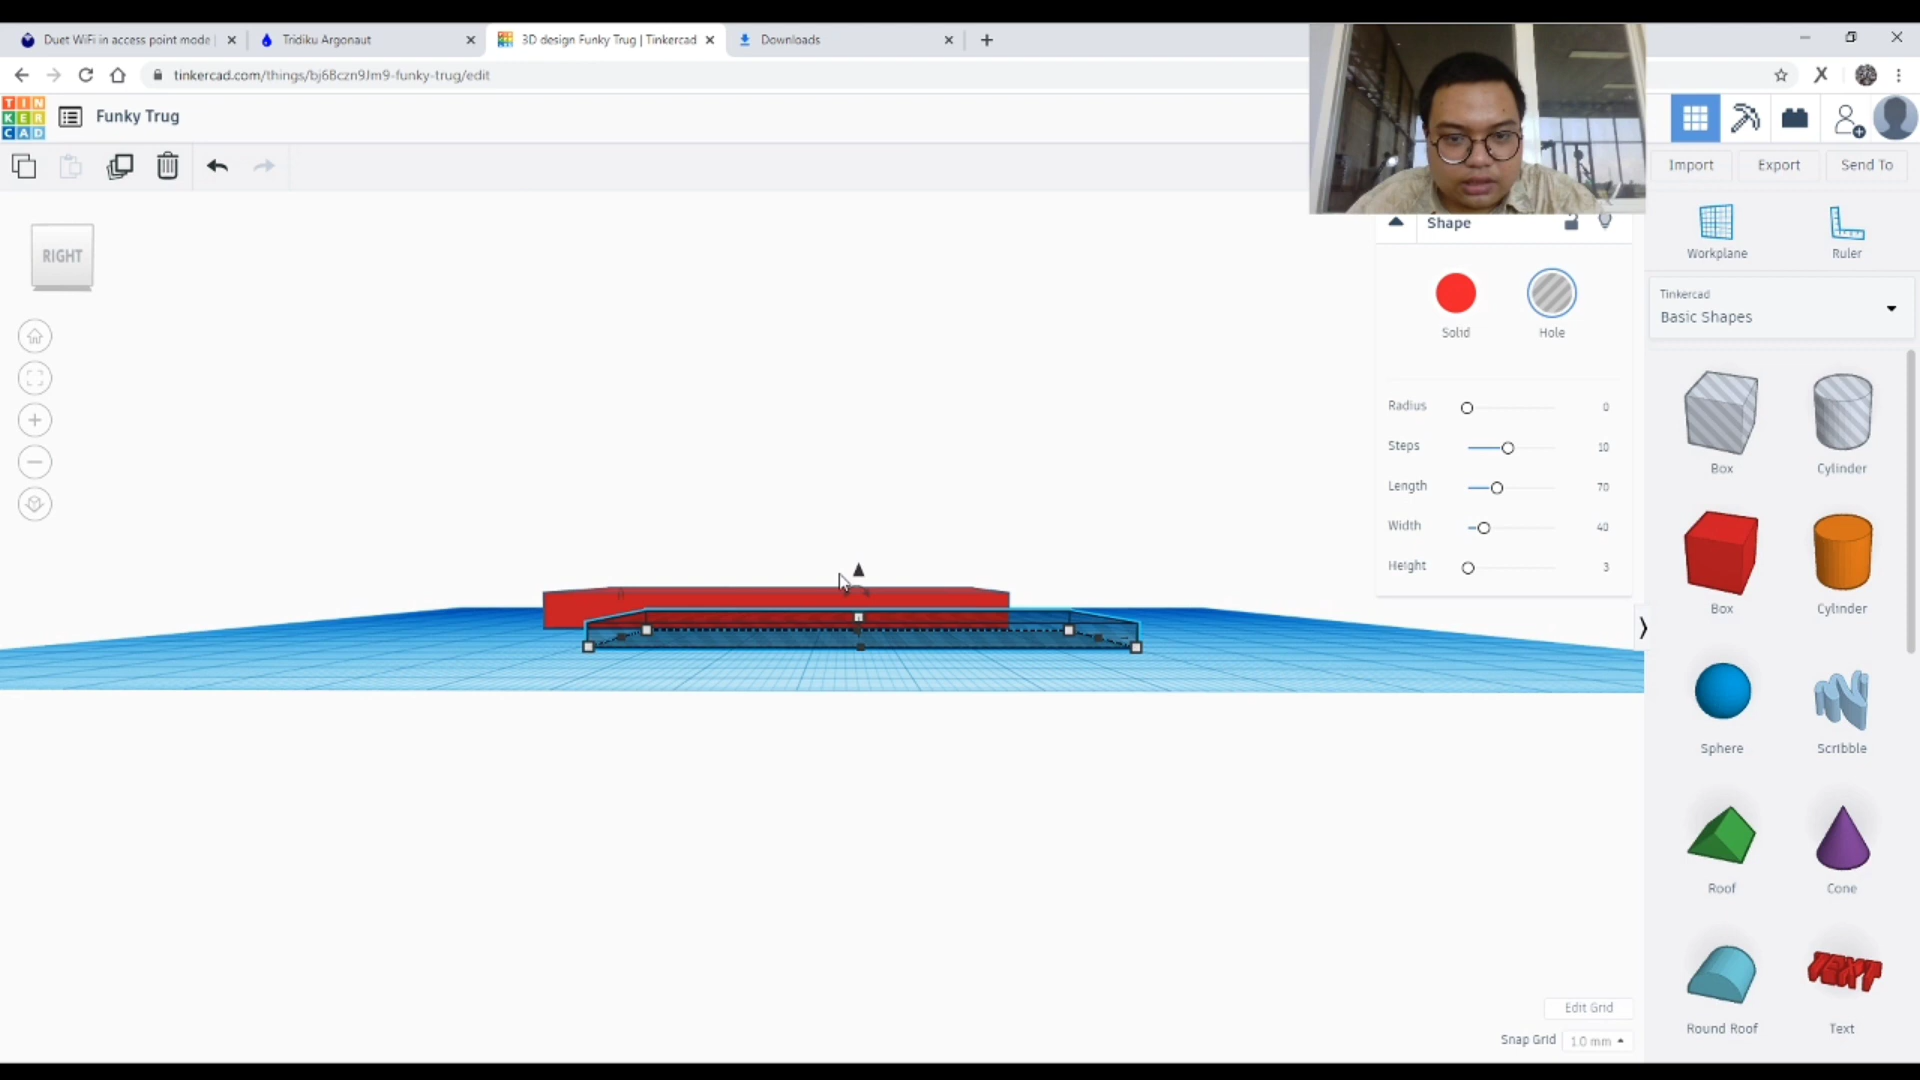 Duet WiFi in access point mode
Tridiku Argonaut
3D design Funky Trug | Tinkercad
Downloads
tinkercad.com/things/bj68czn9Jm9-funky-trug/edit
TIN
KER
CAD
Funky Trug
Import
Export
Send To
RIGHT
Shape
Solid
Hole
Radius 0
Steps 10
Length 70
Width 40
Height 3
Workplane
Ruler
Tinkercad
Basic Shapes
Box
Cylinder
Box
Cylinder
Sphere
Scribble
Roof
Cone
TEXT
Round Roof
Text
Edit Grid
Snap Grid 1.0 mm